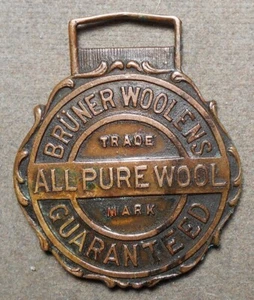 BRUNER WOOLENS
TRADE
ALL PURE WOOL
MARK
GUARANTEED